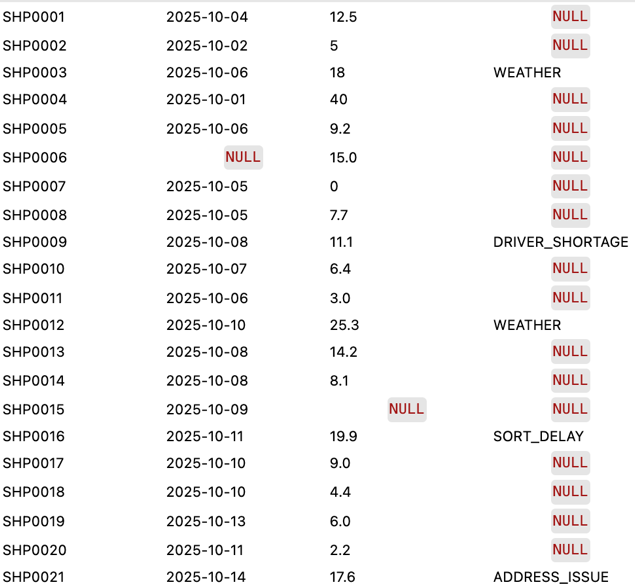 SHP0001 2025-10-04 12.5 NULL
SHP0002 2025-10-02 5 NULL
SHP0003 2025-10-06 18 WEATHER
SHP0004 2025-10-01 40 NULL
SHP0005 2025-10-06 9.2 NULL
SHP0006 NULL 15.0 NULL
SHP0007 2025-10-05 0 NULL
SHP0008 2025-10-05 7.7 NULL
SHP0009 2025-10-08 11.1 DRIVER_SHORTAGE
SHP0010 2025-10-07 6.4 NULL
SHP0011 2025-10-06 3.0 NULL
SHP0012 2025-10-10 25.3 WEATHER
SHP0013 2025-10-08 14.2 NULL
SHP0014 2025-10-08 8.1 NULL
SHP0015 2025-10-09 NULL NULL
SHP0016 2025-10-11 19.9 SORT_DELAY
SHP0017 2025-10-10 9.0 NULL
SHP0018 2025-10-10 4.4 NULL
SHP0019 2025-10-13 6.0 NULL
SHP0020 2025-10-11 2.2 NULL
SHP0021 2025-10-14 17.6 ADDRESS_ISSUE